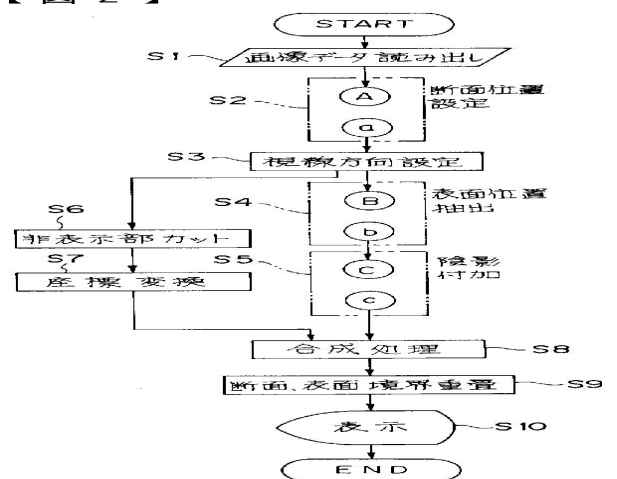 【図2】
START
S1 画像データ読み出し
S2 A 断面位置
設定
a
S3 視線方向設定
S4 B 表面位置
抽出
b
S6
非表示部カット
S5 C 陰影
付加
S7
座標変換
c
合成処理 S8
断面、表面境界重畳 S9
表示 S10
END